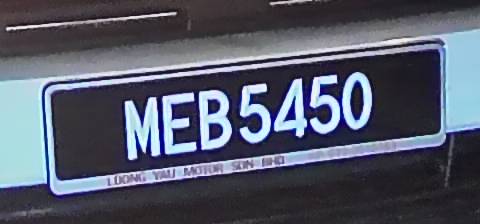 MEB5450
LOONG YAU MOTOR SDN BHD